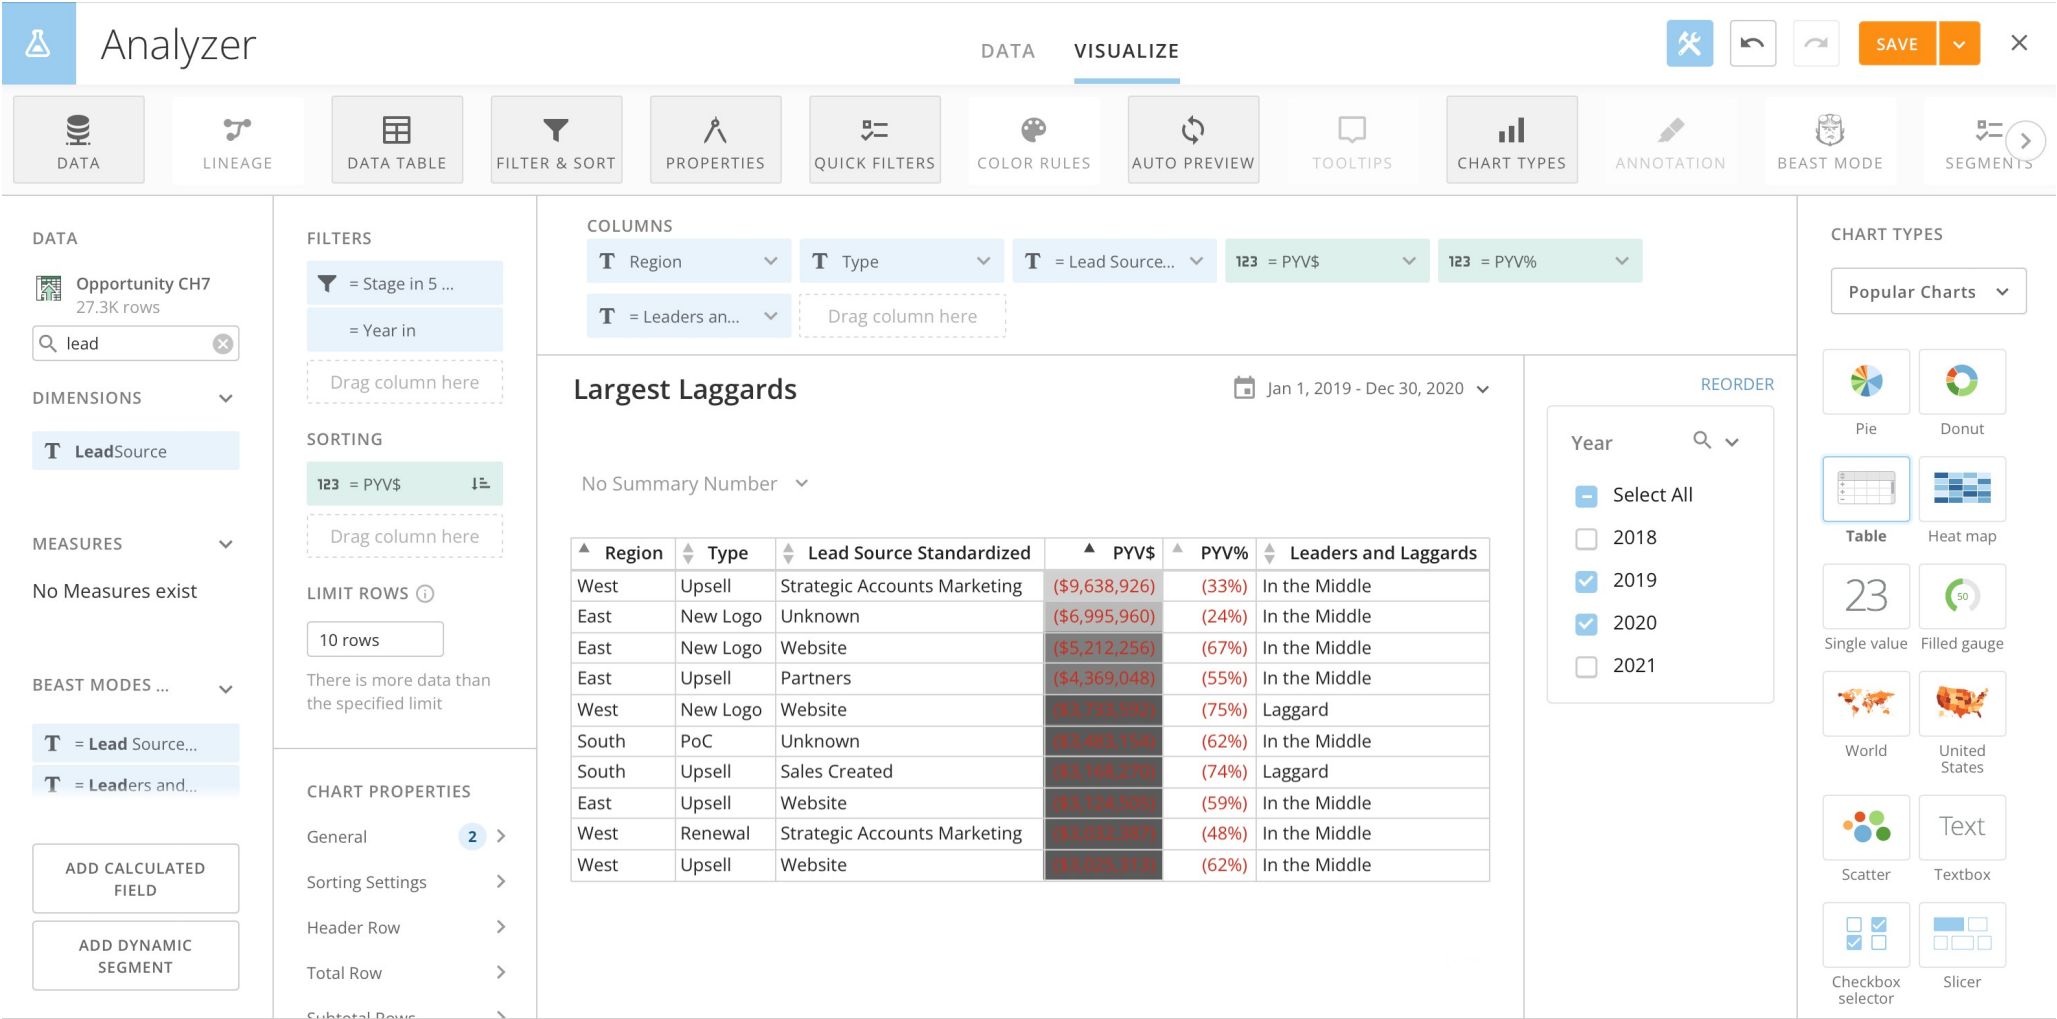 Analyzer
DATA
VISUALIZE
SAVE
DATA
LINEAGE
DATA TABLE
FILTER & SORT
PROPERTIES
QUICK FILTERS
COLOR RULES
AUTO PREVIEW
TOOLTIPS
CHART TYPES
ANNOTATION
BEAST MODE
SEGMENTS
DATA
Opportunity CH7
27.3K rows
lead
DIMENSIONS
T LeadSource
MEASURES
No Measures exist
BEAST MODES ...
T = Lead Source...
T = Leaders and...
ADD CALCULATED
FIELD
ADD DYNAMIC
SEGMENT
FILTERS
= Stage in 5 ...
= Year in
Drag column here
SORTING
123 = PYV$
Drag column here
LIMIT ROWS
10 rows
There is more data than
the specified limit
CHART PROPERTIES
General 2
Sorting Settings
Header Row
Total Row
Subtotal Rows
COLUMNS
T Region
T Type
T = Lead Source...
123 = PYV$
123 = PYV%
T = Leaders an...
Drag column here
Largest Laggards
Jan 1, 2019 - Dec 30, 2020
No Summary Number
Region Type Lead Source Standardized PYV$ PYV% Leaders and Laggards
West Upsell Strategic Accounts Marketing ($9,638,926) (33%) In the Middle
East New Logo Unknown ($6,995,960) (24%) In the Middle
East New Logo Website ($5,212,256) (67%) In the Middle
East Upsell Partners ($4,369,048) (55%) In the Middle
West New Logo Website ($3,733,592) (75%) Laggard
South PoC Unknown ($3,483,154) (62%) In the Middle
South Upsell Sales Created ($3,168,270) (74%) Laggard
East Upsell Website (59%) In the Middle
West Renewal Strategic Accounts Marketing (48%) In the Middle
West Upsell Website (62%) In the Middle
REORDER
Year
Select All
2018
2019
2020
2021
CHART TYPES
Popular Charts
Pie
Donut
Table
Heat map
23
50
Single value
Filled gauge
World
United
States
Text
Scatter
Textbox
Checkbox
selector
Slicer